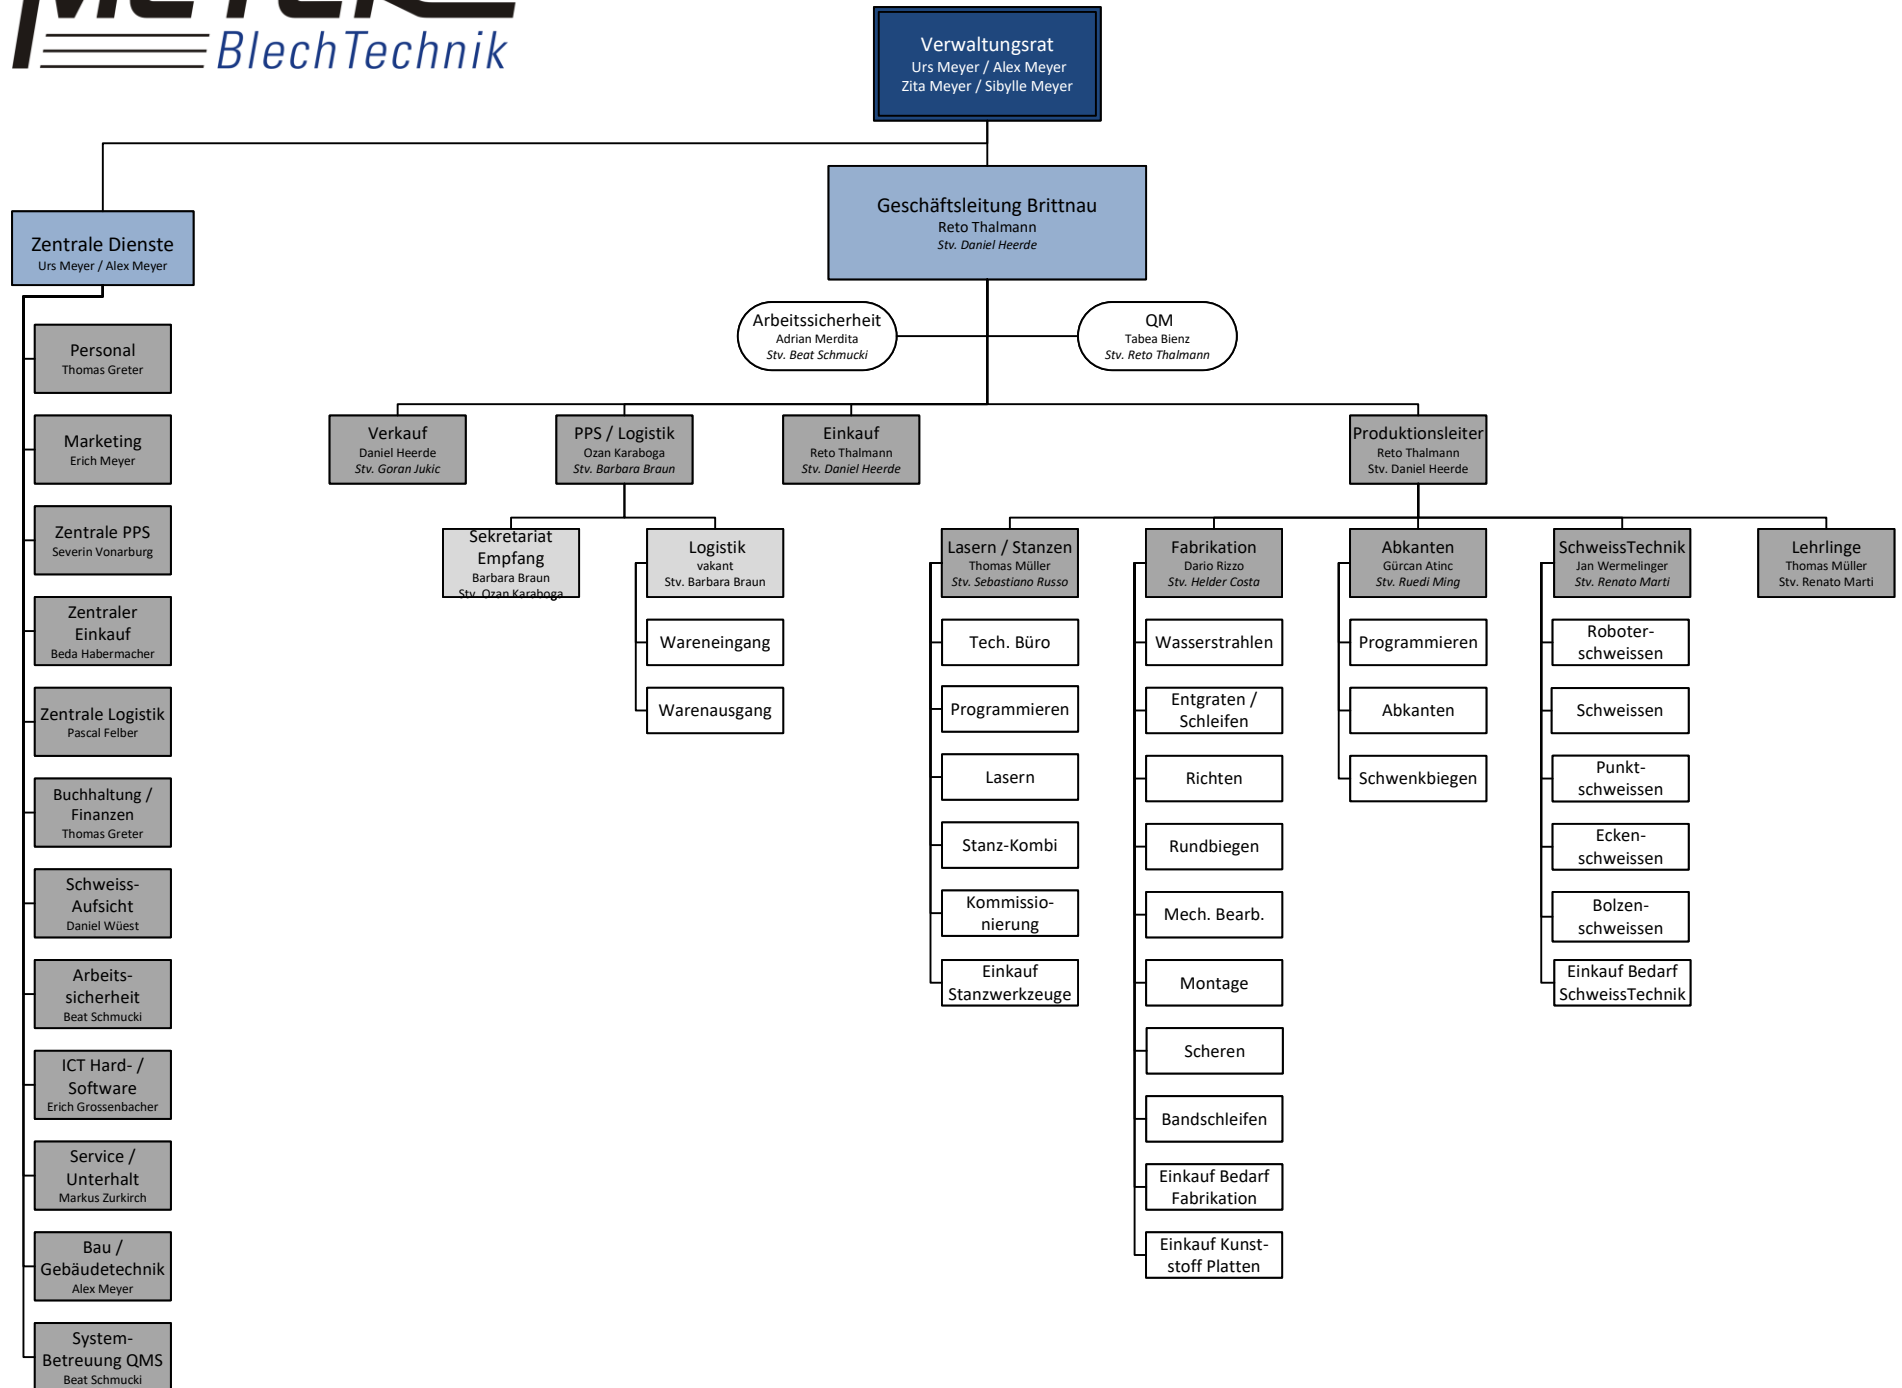 MEYER
BlechTechnik
Verwaltungsrat
Urs Meyer / Alex Meyer
Zita Meyer / Sibylle Meyer
Geschäftsleitung Brittnau
Reto Thalmann
Stv. Daniel Heerde
Zentrale Dienste
Urs Meyer / Alex Meyer
Arbeitssicherheit
Adrian Merdita
Stv. Beat Schmucki
QM
Tabea Bienz
Stv. Reto Thalmann
Personal
Thomas Greter
Marketing
Erich Meyer
Zentrale PPS
Severin Vonarburg
Zentraler
Einkauf
Beda Habermacher
Zentrale Logistik
Pascal Felber
Buchhaltung /
Finanzen
Thomas Greter
Schweiss-
Aufsicht
Daniel Wüest
Arbeits-
sicherheit
Beat Schmucki
ICT Hard- /
Software
Erich Grossenbacher
Service /
Unterhalt
Markus Zurkirch
Bau /
Gebäudetechnik
Alex Meyer
System-
Betreuung QMS
Beat Schmucki
Verkauf
Daniel Heerde
Stv. Goran Jukic
PPS / Logistik
Ozan Karaboga
Stv. Barbara Braun
Einkauf
Reto Thalmann
Stv. Daniel Heerde
Produktionsleiter
Reto Thalmann
Stv. Daniel Heerde
Sekretariat
Empfang
Barbara Braun
Stv. Ozan Karaboga
Logistik
vakant
Stv. Barbara Braun
Wareneingang
Warenausgang
Lasern / Stanzen
Thomas Müller
Stv. Sebastiano Russo
Tech. Büro
Programmieren
Lasern
Stanz-Kombi
Kommissio-
nierung
Einkauf
Stanzwerkzeuge
Fabrikation
Dario Rizzo
Stv. Helder Costa
Wasserstrahlen
Entgraten /
Schleifen
Richten
Rundbiegen
Mech. Bearb.
Montage
Scheren
Bandschleifen
Einkauf Bedarf
Fabrikation
Einkauf Kunst-
stoff Platten
Abkanten
Gürcan Atinc
Stv. Ruedi Ming
Programmieren
Abkanten
Schwenkbiegen
SchweissTechnik
Jan Wermelinger
Stv. Renato Marti
Roboter-
schweissen
Schweissen
Punkt-
schweissen
Ecken-
schweissen
Bolzen-
schweissen
Einkauf Bedarf
SchweissTechnik
Lehrlinge
Thomas Müller
Stv. Renato Marti